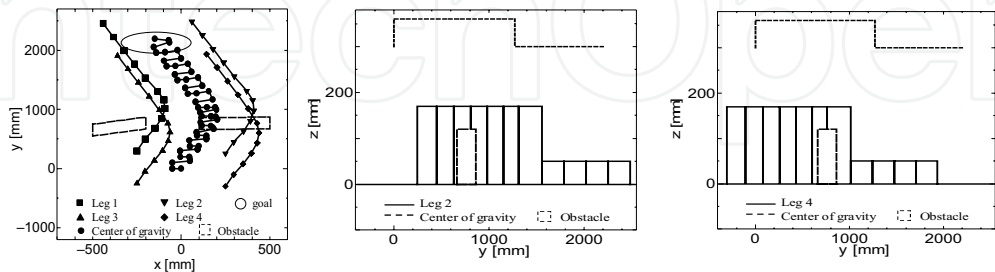 InTechOpen
2000
1000
0
−1000
y [mm]
−500
0
500
x [mm]
Leg 1
Leg 2
goal
Leg 3
Leg 4
Center of gravity
Obstacle
z [mm]
200
0
Leg 2
Center of gravity
Obstacle
0
1000
2000
y [mm]
z [mm]
200
0
Leg 4
Center of gravity
Obstacle
0
1000
2000
y [mm]